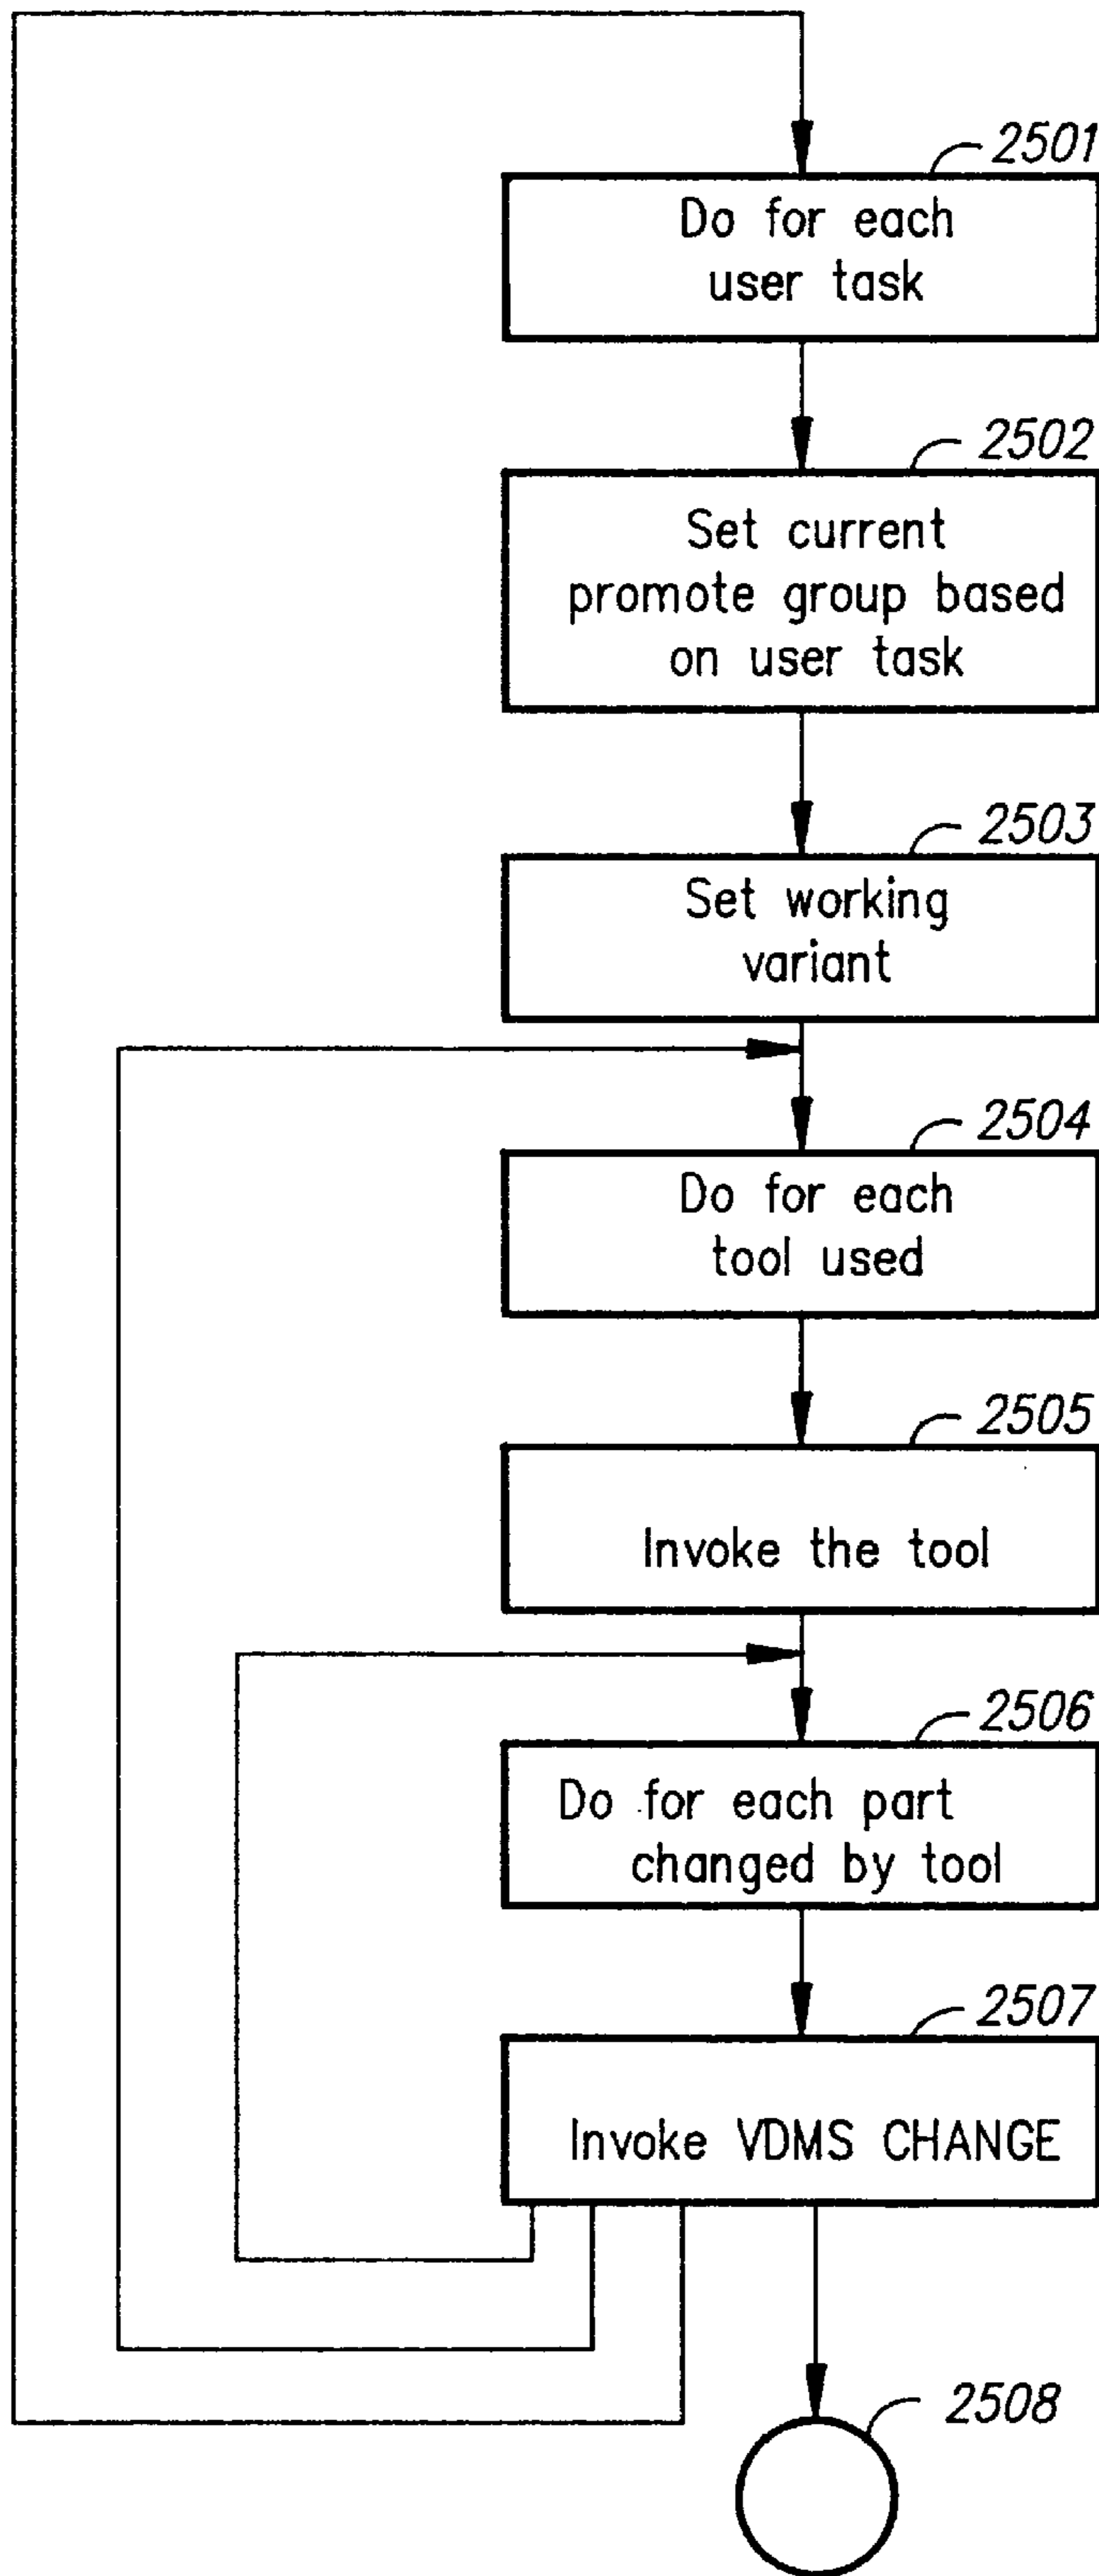 2501
Do for each
user task
2502
Set current
promote group based
on user task
2503
Set working
variant
2504
Do for each
tool used
2505
Invoke the tool
2506
Do for each part
changed by tool
2507
Invoke VDMS CHANGE
2508